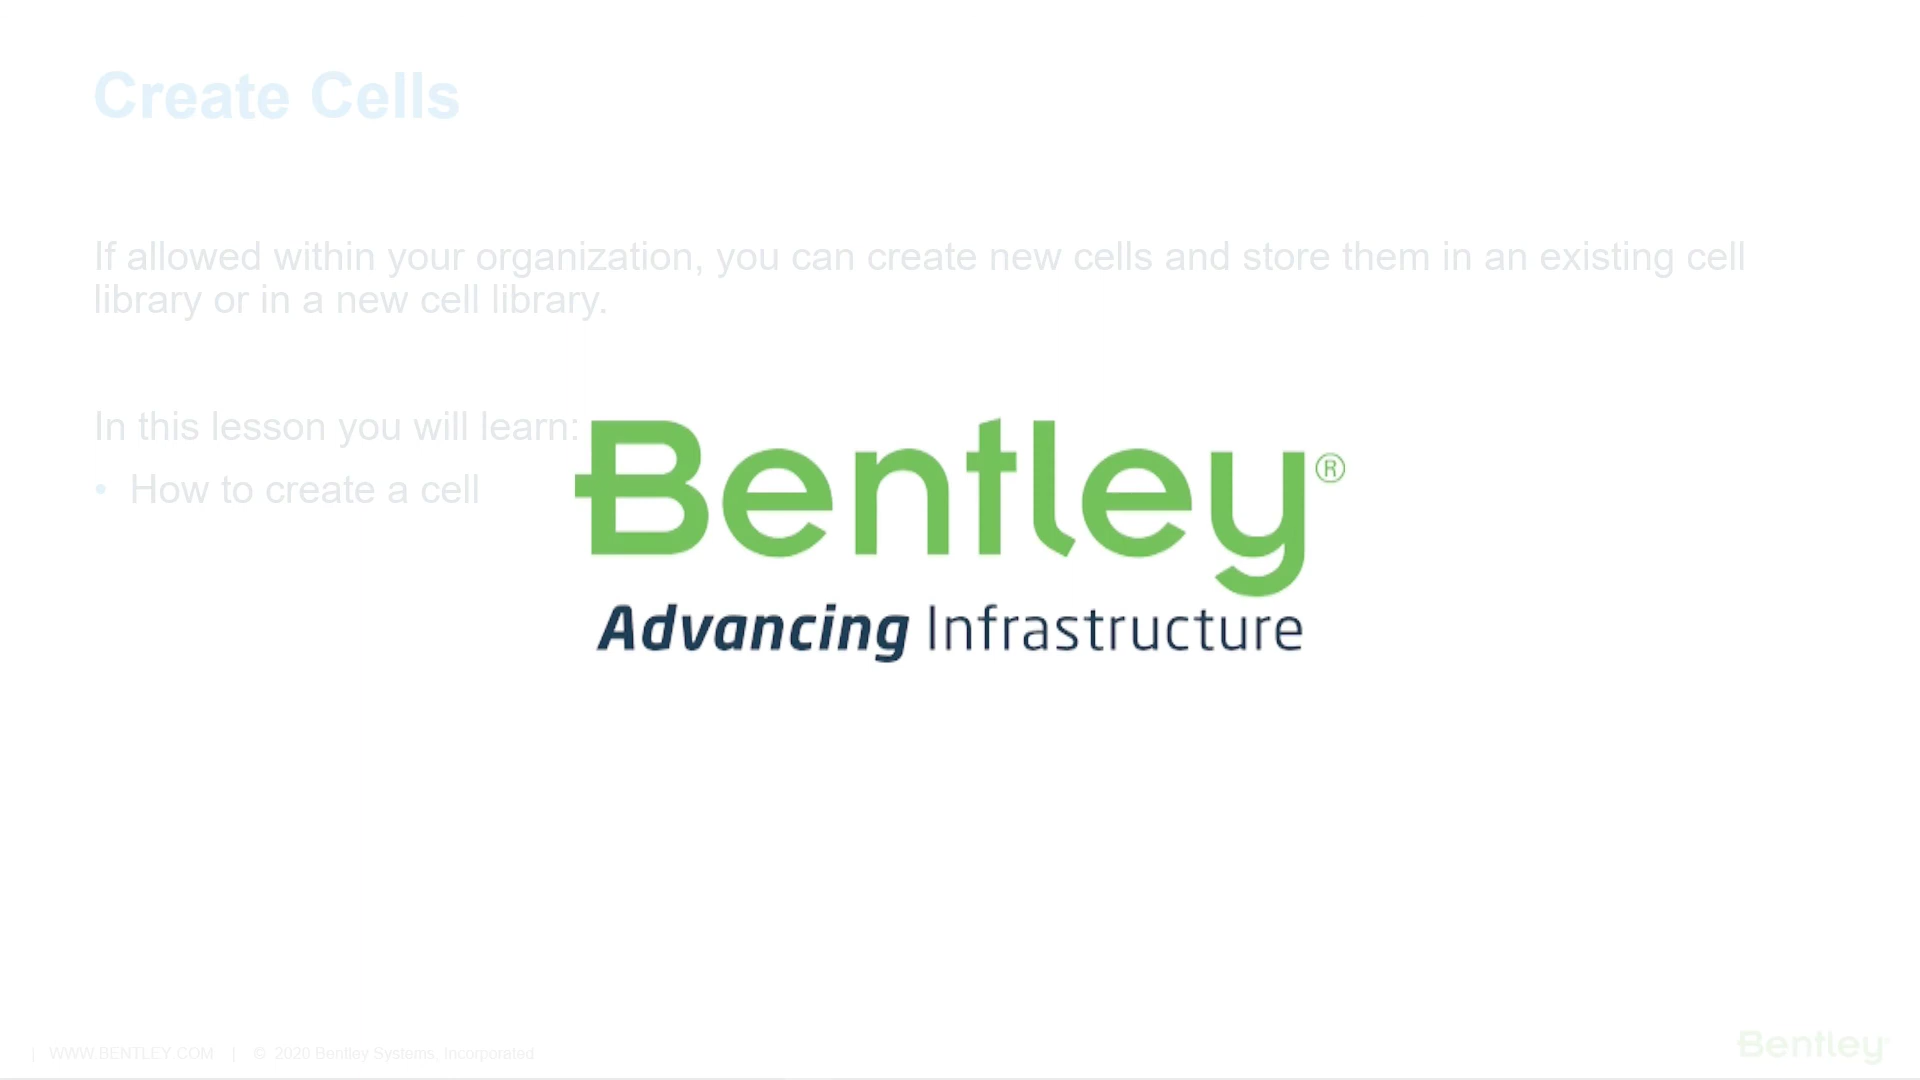 Create Cells
If allowed within your organization, you can create new cells and store them in an existing cell
library or in a new cell library.
In this lesson you will learn:
• How to create a cell
Bentley®
Advancing Infrastructure
| WWW.BENTLEY.COM | © 2020 Bentley Systems, Incorporated
Bentley